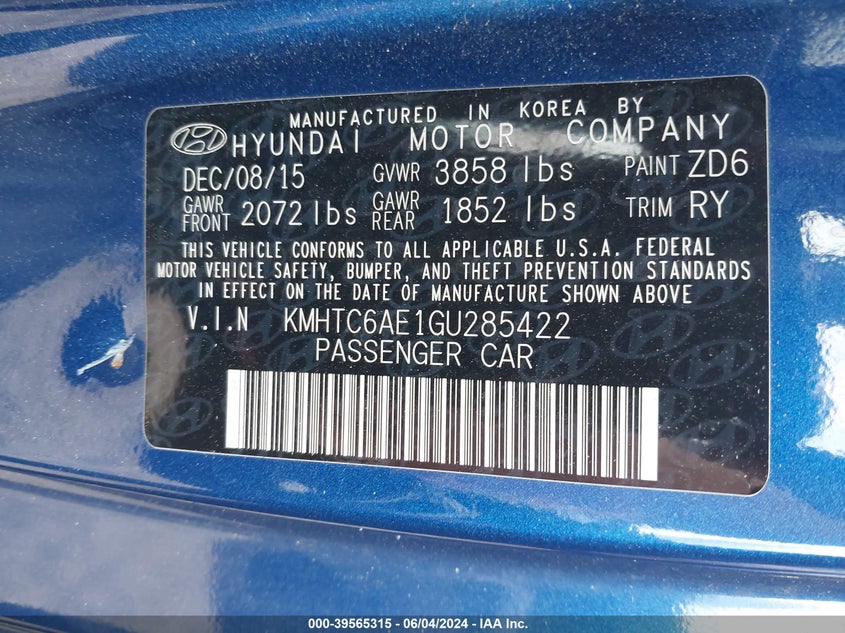 MANUFACTURED IN KOREA BY
HYUNDAI MOTOR COMPANY
DEC/08/15 GVWR 3858 lbs PAINT ZD6
GAWR FRONT 2072 lbs GAWR REAR 1852 lbs TRIM RY
THIS VEHICLE CONFORMS TO ALL APPLICABLE U.S.A. FEDERAL
MOTOR VEHICLE SAFETY, BUMPER, AND THEFT PREVENTION STANDARDS
IN EFFECT ON THE DATE OF MANUFACTURE SHOWN ABOVE
V.I.N KMHTC6AE1GU285422
PASSENGER CAR
000-39565315 - 06/04/2024 - IAA Inc.